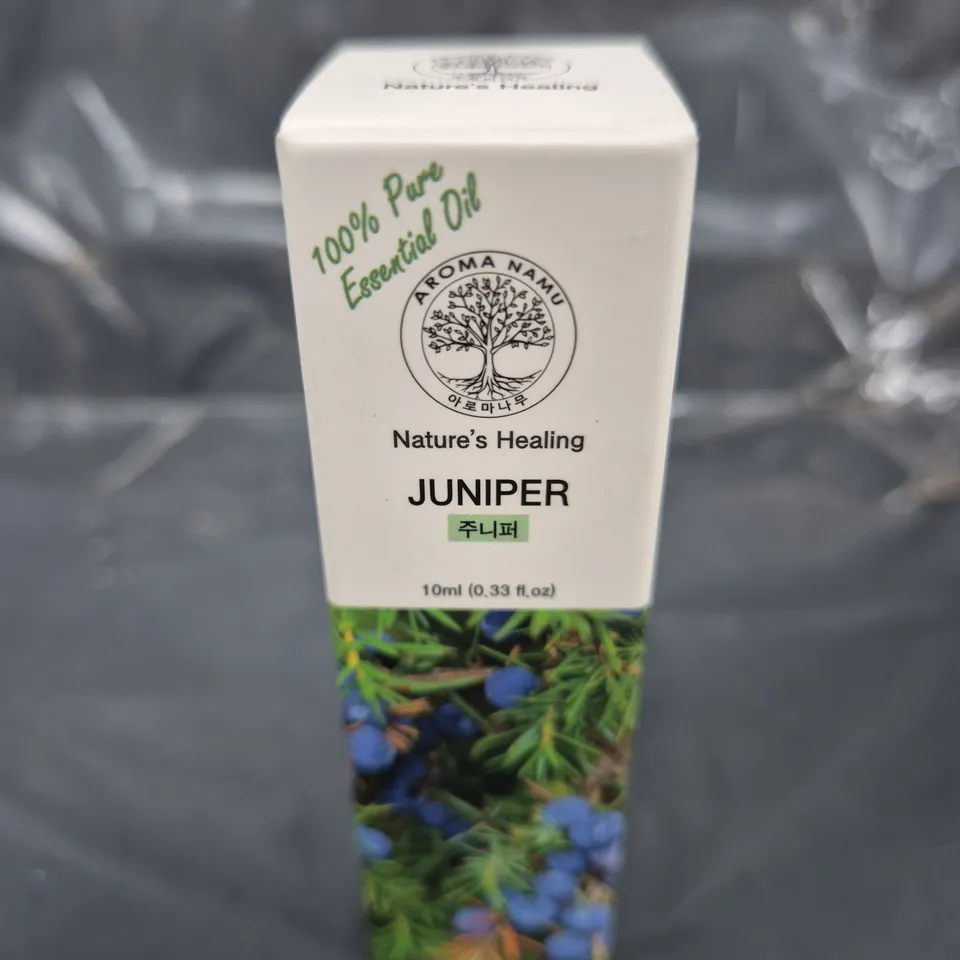 Nature's Healing
100% Pure
Essential Oil
AROMA NAMU
아로마나무
Nature's Healing
JUNIPER
주니퍼
10ml (0.33 fl.oz)